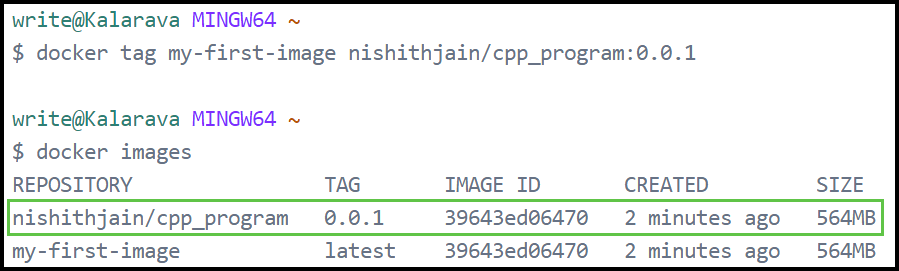 write@Kalarava MINGW64 ~
$ docker tag my-first-image nishithjain/cpp_program:0.0.1
write@Kalarava MINGW64 ~
$ docker images
REPOSITORY TAG IMAGE ID CREATED SIZE
nishithjain/cpp_program 0.0.1 39643ed06470 2 minutes ago 564MB
my-first-image latest 39643ed06470 2 minutes ago 564MB